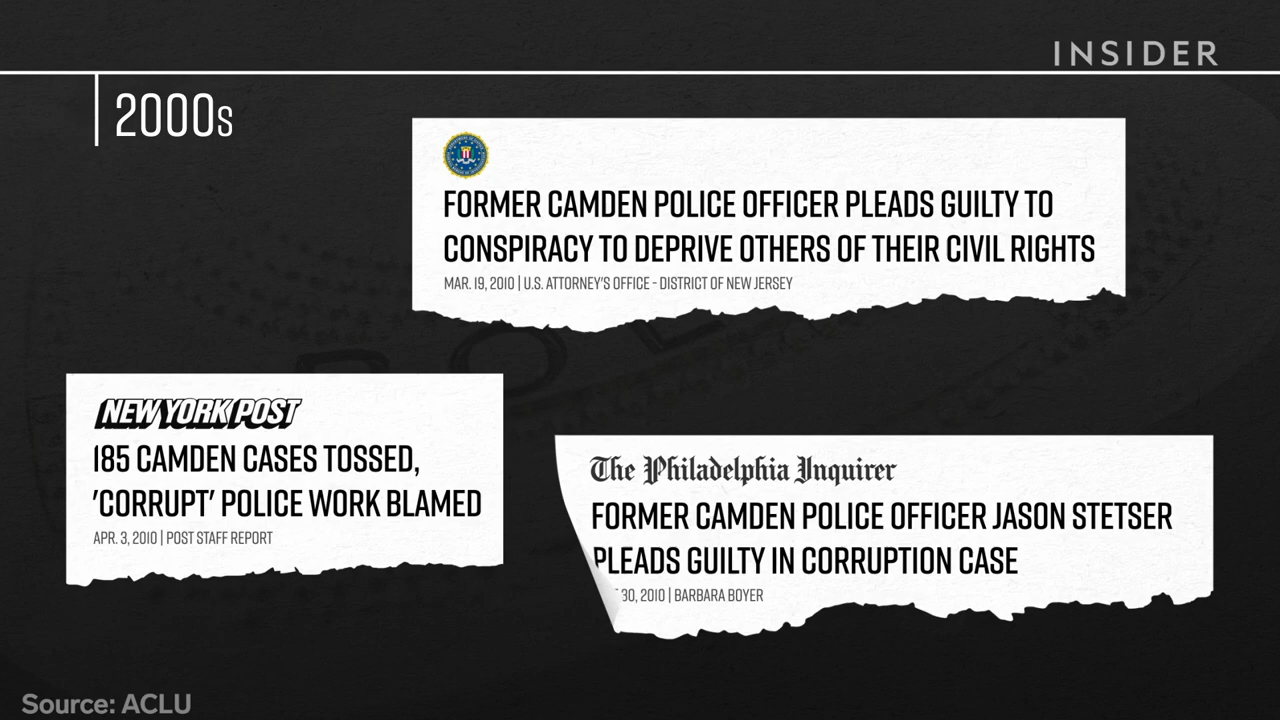 INSIDER
2000s
FORMER CAMDEN POLICE OFFICER PLEADS GUILTY TO
CONSPIRACY TO DEPRIVE OTHERS OF THEIR CIVIL RIGHTS
MAR. 19, 2010 | U.S. ATTORNEY'S OFFICE - DISTRICT OF NEW JERSEY
NEW YORK POST
185 CAMDEN CASES TOSSED,
'CORRUPT' POLICE WORK BLAMED
APR. 3, 2010 | POST STAFF REPORT
The Philadelphia Inquirer
FORMER CAMDEN POLICE OFFICER JASON STETSER
PLEADS GUILTY IN CORRUPTION CASE
30, 2010 | BARBARA BOYER
Source: ACLU